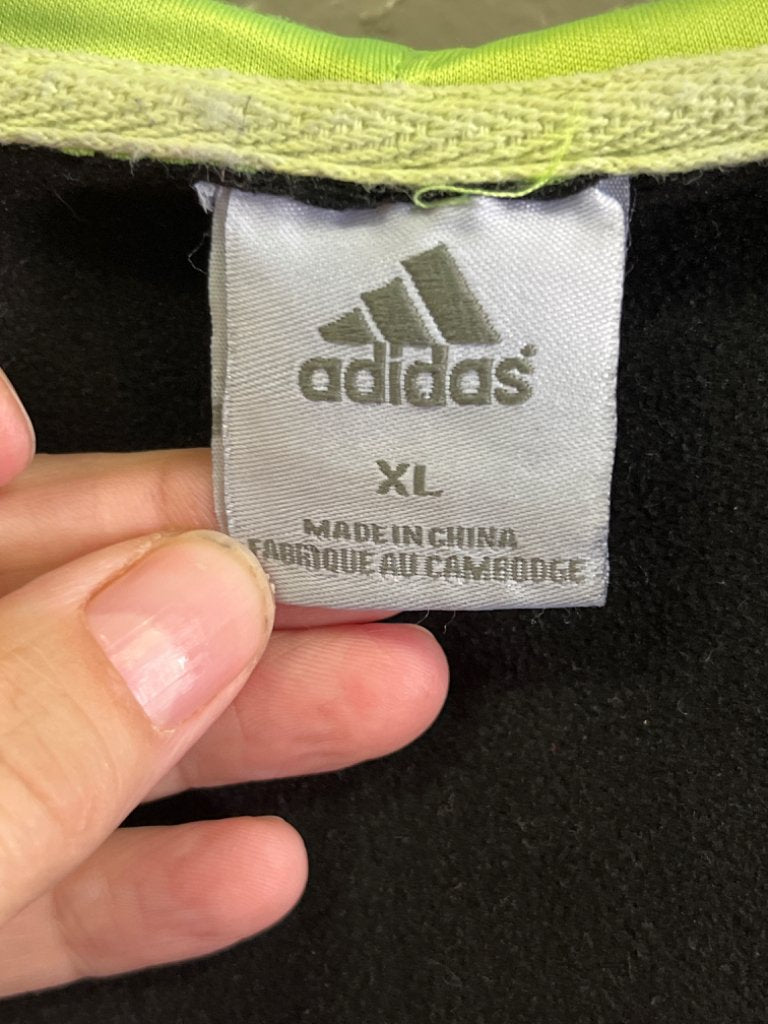 adidas
XL
MADE IN CHINA
FABRIQUE AU CAMBODGE